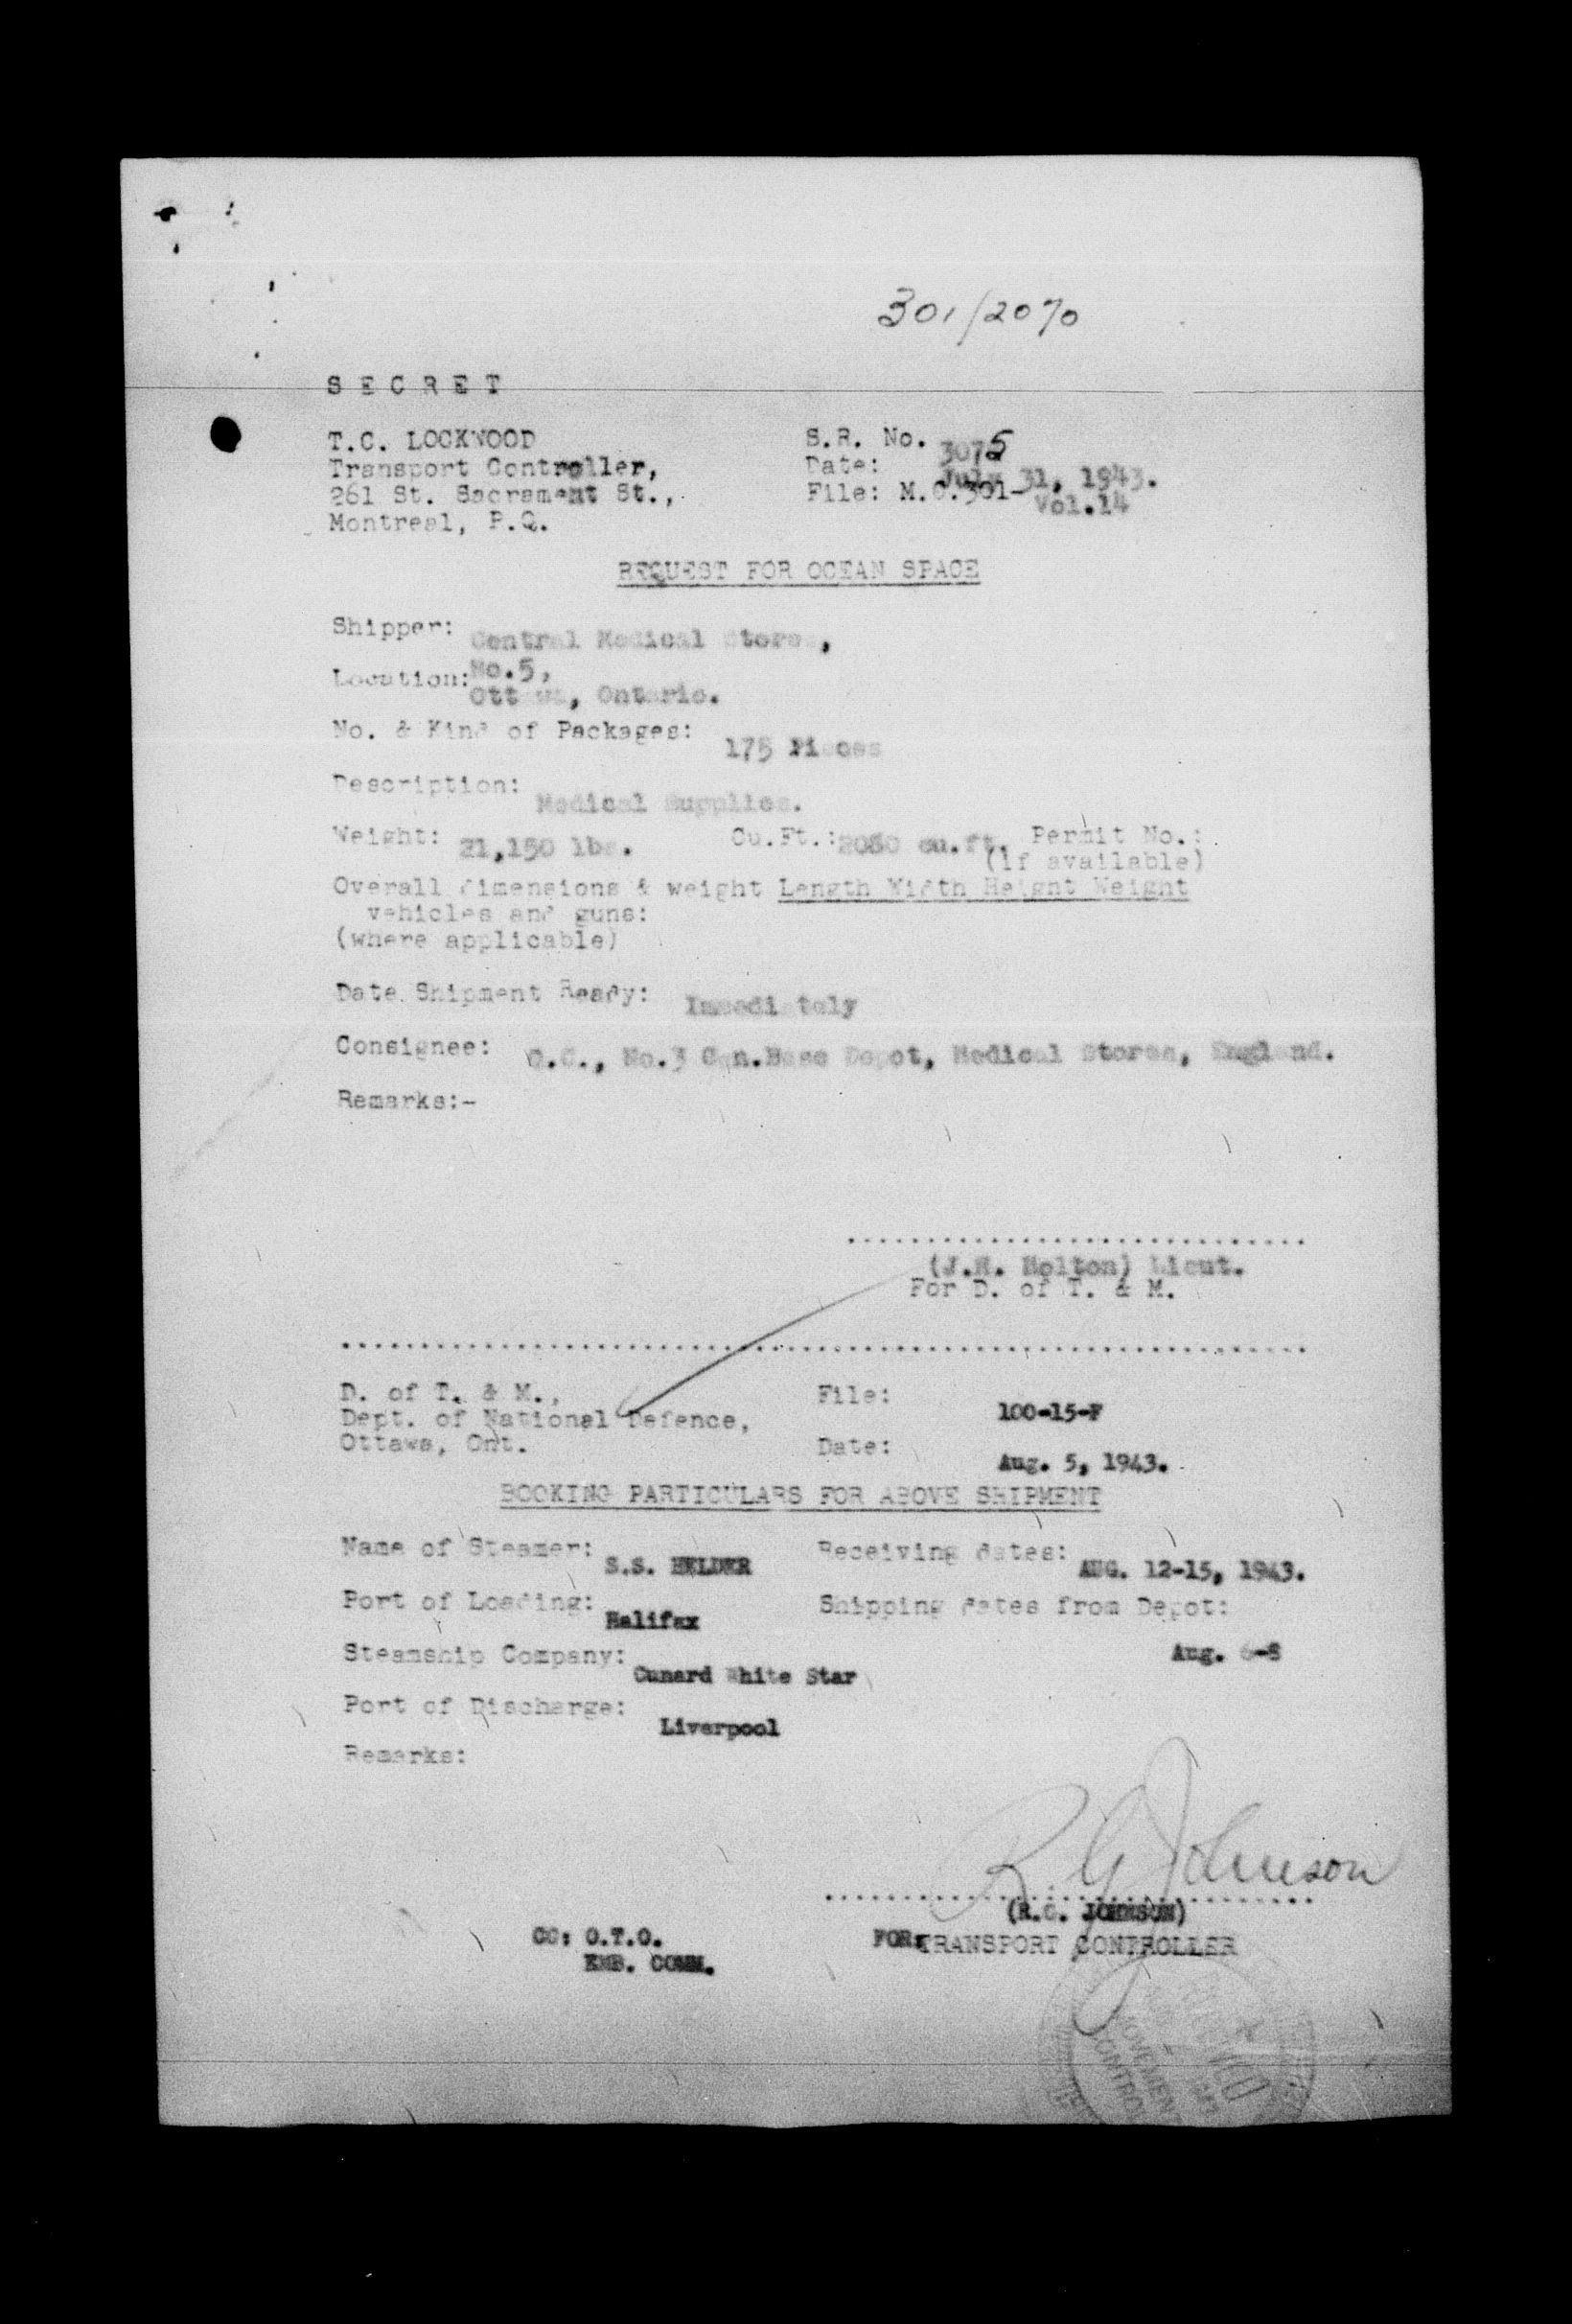 301/2070
SECRET
T.C. LOCKWOOD
Transport Controller,
261 St. Sacrament St.,
Montreal, P.Q.
S.R. No. 3075
Date: July 31, 1943.
File: M.C.301-
Vol.14
REQUEST FOR OCEAN SPACE
Shipper: Central Medical Stores,
Location: No.5,
Ottawa, Ontario.
No. & Kind of Packages: 175 Pieces
Description: Medical Supplies.
Weight: 21,150 lbs. Cu.Ft.: cu.ft. Permit No.:
(if available)
Overall dimensions & weight Length Width Height Weight
vehicles and guns:
(where applicable)
Date Shipment Ready: Immediately
Consignee: O.C., No.3 Can.Base Depot, Medical Stores, England.
Remarks:-
(J.H. Holton) Lieut.
For D. of T. & M.
D. of T. & M.,
Dept. of National Defence,
Ottawa, Ont.
File: 100-15-F
Date: Aug. 5, 1943.
BOOKING PARTICULARS FOR ABOVE SHIPMENT
Name of Steamer: S.S. HELDER Receiving dates: AUG. 12-15, 1943.
Port of Loading: Halifax Shipping dates from Depot:
Aug. 6-8
Steamship Company: Cunard White Star
Port of Discharge: Liverpool
Remarks:
R G Johnson
(R.G. JOHNSON)
FOR: TRANSPORT CONTROLLER
CC: O.T.O.
EMB. COMM.
MOVEMENT
CONTROL